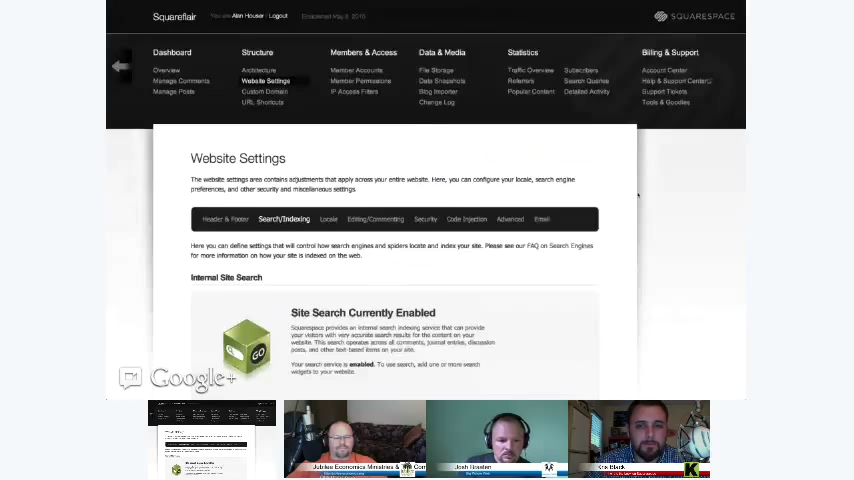 Squareflair
You are Alan Houser / Logout
Established May 8, 2010
SQUARESPACE
Dashboard
Overview
Manage Comments
Manage Posts
Structure
Architecture
Website Settings
Custom Domain
URL Shortcuts
Members & Access
Member Accounts
Member Permissions
IP Access Filters
Data & Media
File Storage
Data Snapshots
Blog Importer
Change Log
Statistics
Traffic Overview
Referrers
Popular Content
Subscribers
Search Queries
Detailed Activity
Billing & Support
Account Center
Help & Support Center
Support Tickets
Tools & Goodies
Website Settings
The website settings area contains adjustments that apply across your entire website. Here, you can configure your locale, search engine
preferences, and other security and miscellaneous settings.
Header & Footer Search/Indexing Locale Editing/Commenting Security Code Injection Advanced Email
Here you can define settings that will control how search engines and spiders locate and index your site. Please see our FAQ on Search Engines
for more information on how your site is indexed on the web.
Internal Site Search
GO
Site Search Currently Enabled
Squarespace provides an internal search indexing service that can provide
your visitors with very accurate search results for the content on your
website. This search operates across all comments, journal entries, discussion
posts, and other text-based items on your site.
Your search service is enabled. To use search, add one or more search
widgets to your website.
Google+
Jubilee Economics Ministries &
Com
Josh Braaten
Kris Black
K